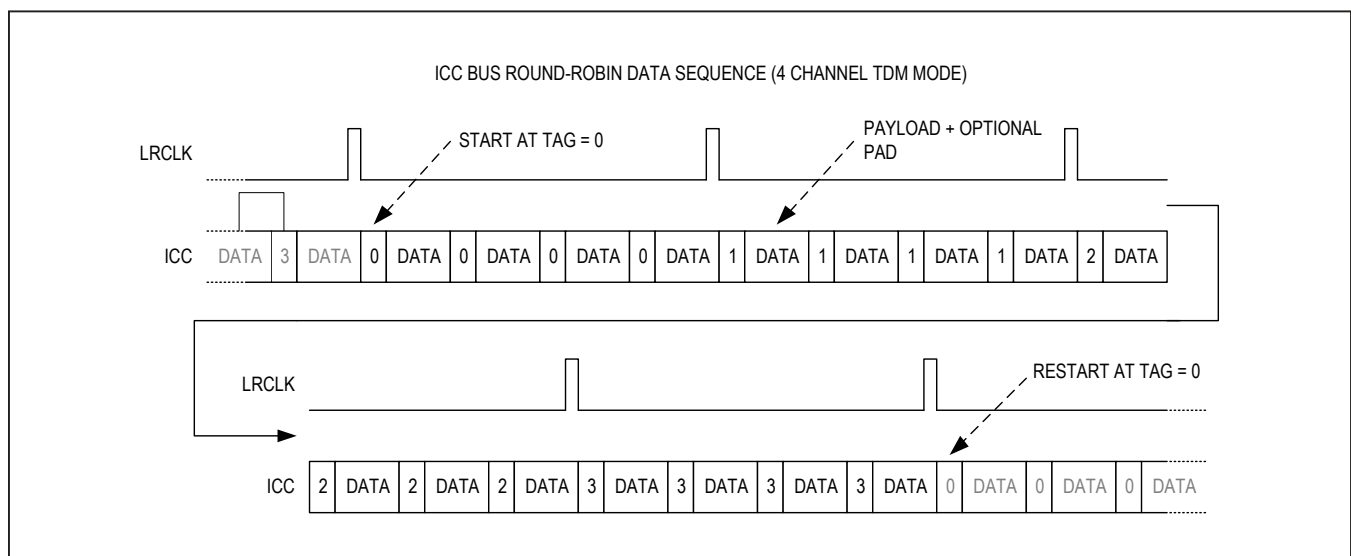 ICC BUS ROUND-ROBIN DATA SEQUENCE (4 CHANNEL TDM MODE)
LRCLK
START AT TAG = 0
PAYLOAD + OPTIONAL
PAD
ICC DATA 3 DATA 0 DATA 0 DATA 0 DATA 0 DATA 1 DATA 1 DATA 1 DATA 1 DATA 2 DATA
LRCLK
RESTART AT TAG = 0
ICC 2 DATA 2 DATA 2 DATA 3 DATA 3 DATA 3 DATA 3 DATA 0 DATA 0 DATA 0 DATA